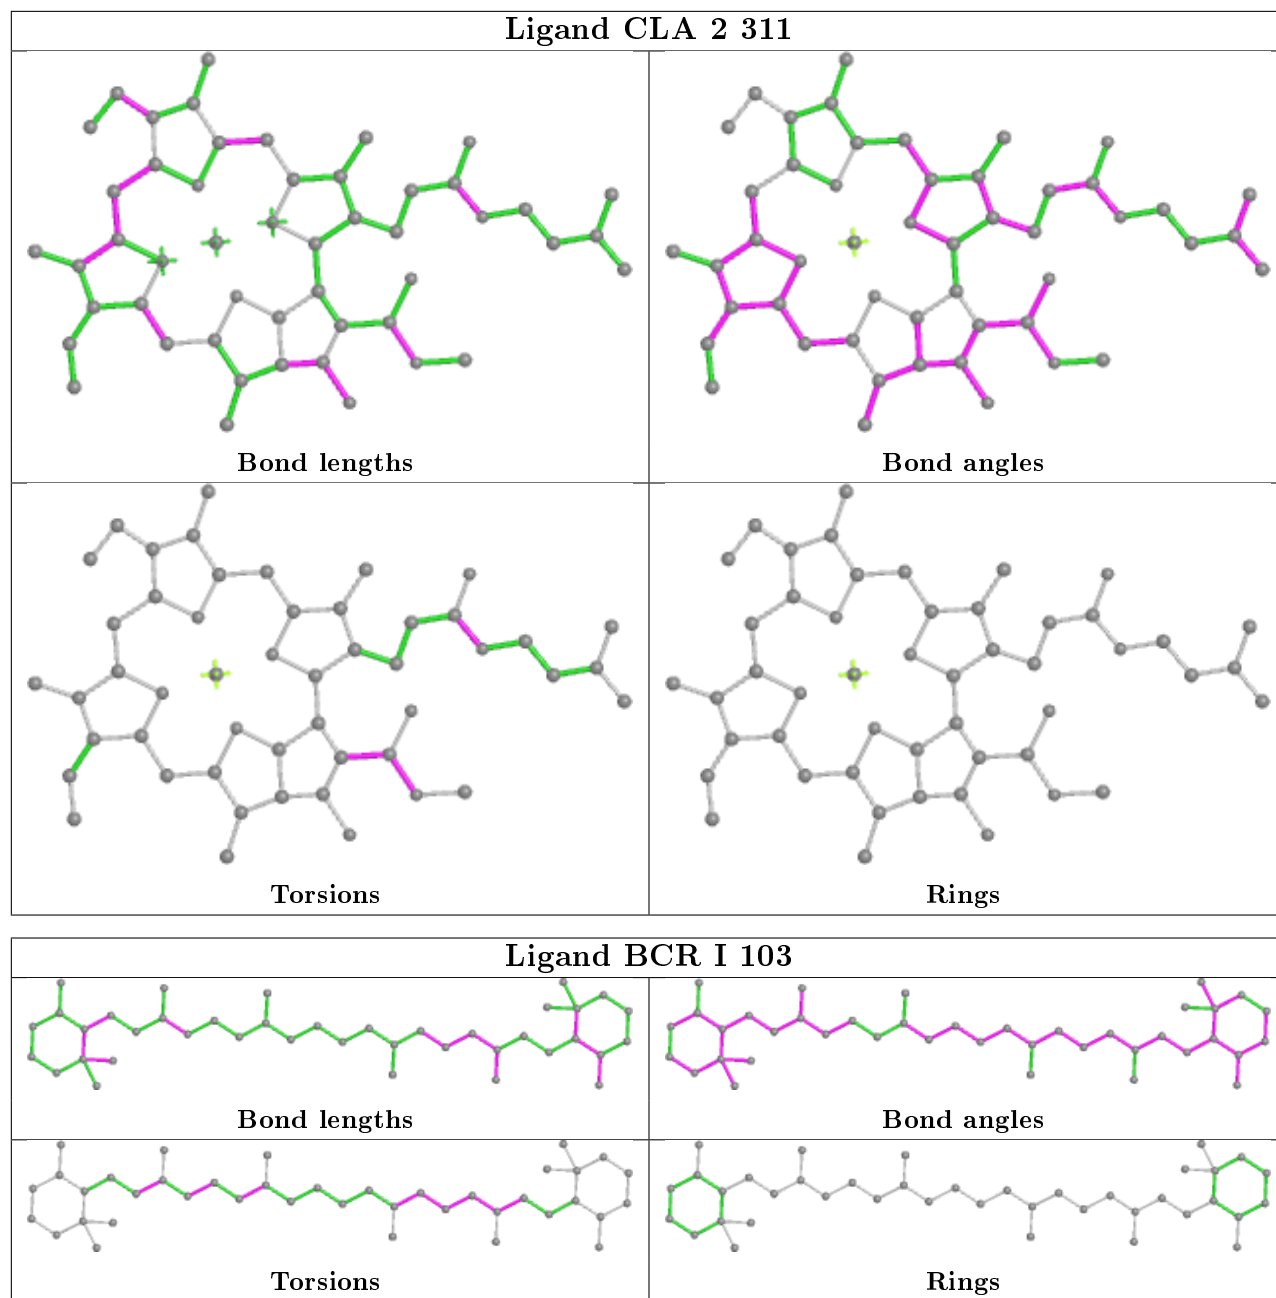 Ligand CLA 2 311
Bond lengths
Bond angles
Torsions
Rings
Ligand BCR I 103
Bond lengths
Bond angles
Torsions
Rings